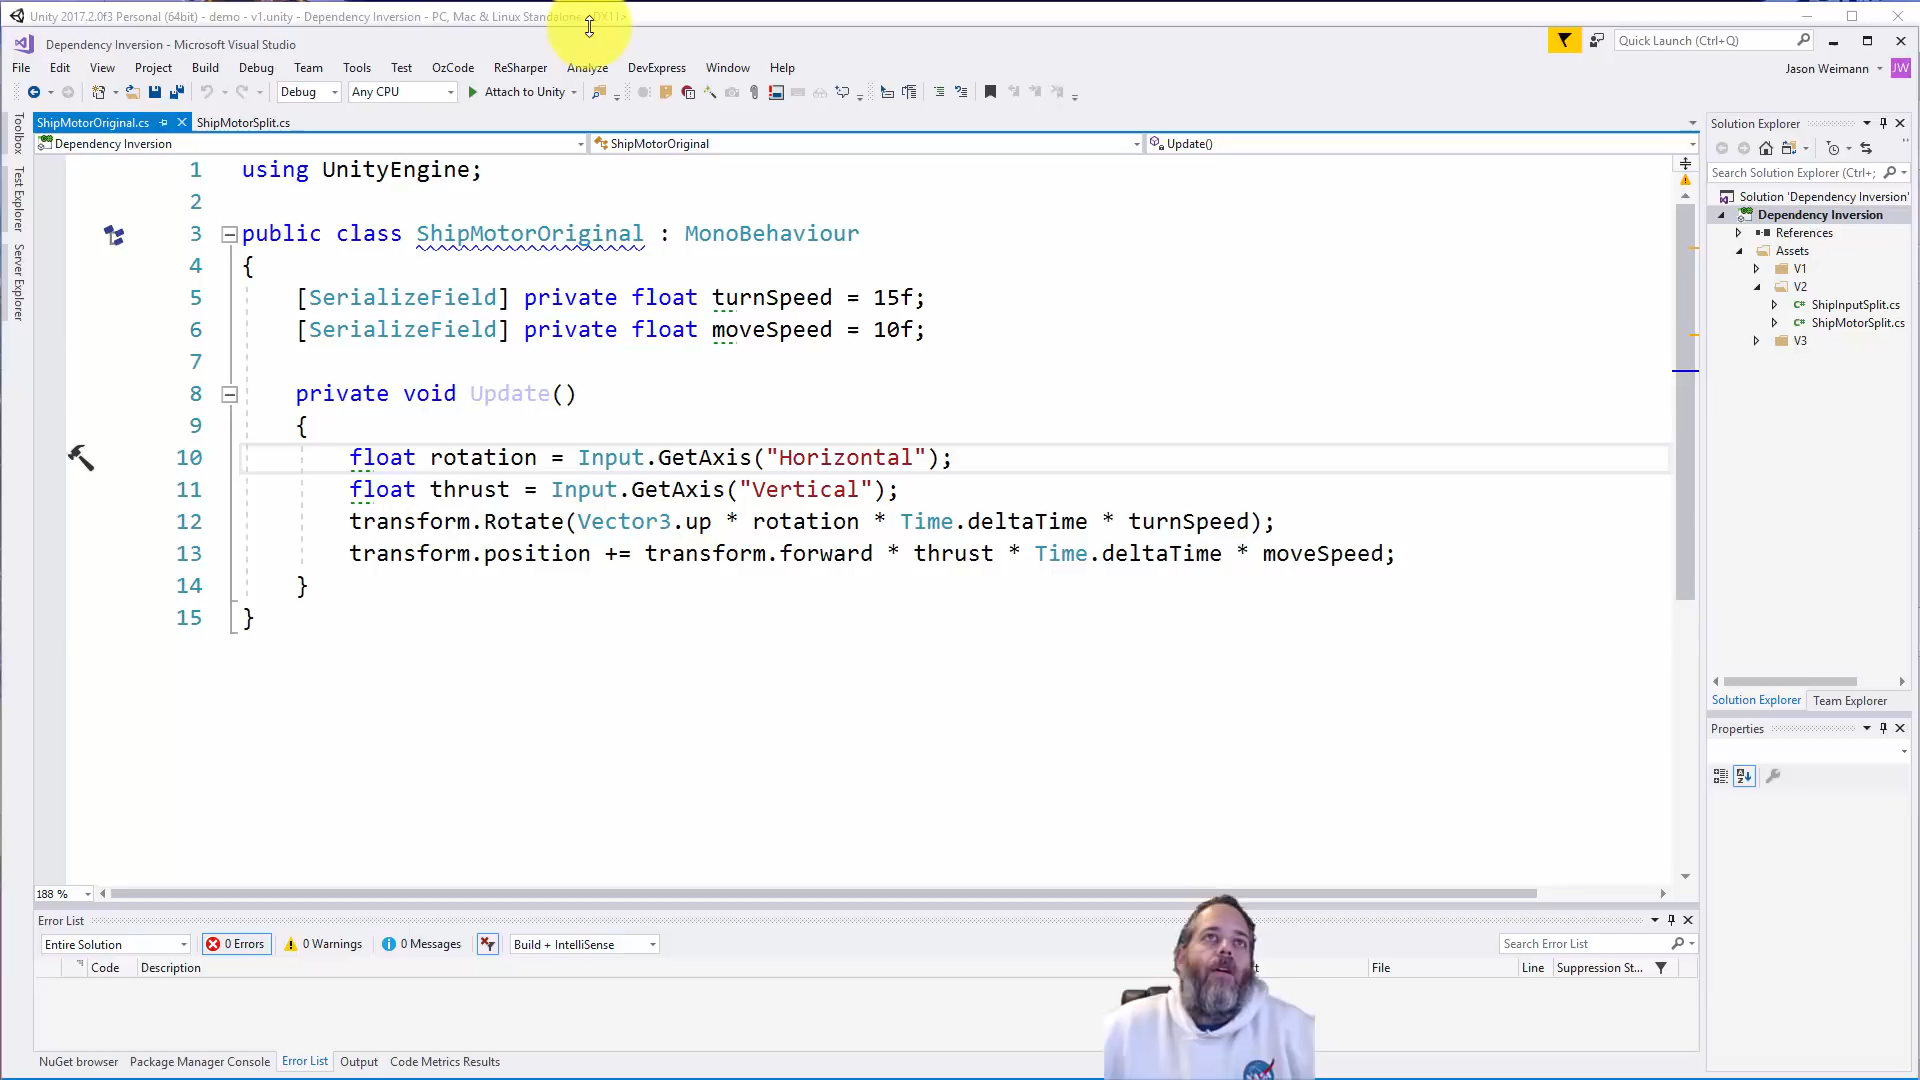 Unity 2017.2.0f3 Personal (64bit) - demo - v1.unity - Dependency Inversion - PC, Mac & Linux Standalone <DX11>
Dependency Inversion - Microsoft Visual Studio
Quick Launch (Ctrl+Q)
File Edit View Project Build Debug Team Tools Test OzCode ReSharper Analyze DevExpress Window Help
Jason Weimann
JW
Debug
Any CPU
Attach to Unity
Toolbox
Test Explorer
Server Explorer
ShipMotorOriginal.cs
ShipMotorSplit.cs
Dependency Inversion
ShipMotorOriginal
Update()
1 using UnityEngine;
2
3 public class ShipMotorOriginal : MonoBehaviour
4 {
5 [SerializeField] private float turnSpeed = 15f;
6 [SerializeField] private float moveSpeed = 10f;
7
8 private void Update()
9 {
10 float rotation = Input.GetAxis("Horizontal");
11 float thrust = Input.GetAxis("Vertical");
12 transform.Rotate(Vector3.up * rotation * Time.deltaTime * turnSpeed);
13 transform.position += transform.forward * thrust * Time.deltaTime * moveSpeed;
14 }
15 }
188 %
Solution Explorer
Search Solution Explorer (Ctrl+;
Solution 'Dependency Inversion'
Dependency Inversion
References
Assets
V1
V2
C# ShipInputSplit.cs
C# ShipMotorSplit.cs
V3
Solution Explorer
Team Explorer
Properties
Error List
Entire Solution
0 Errors
0 Warnings
0 Messages
Build + IntelliSense
Search Error List
Code
Description
File
Line
Suppression St...
NuGet browser
Package Manager Console
Error List
Output
Code Metrics Results